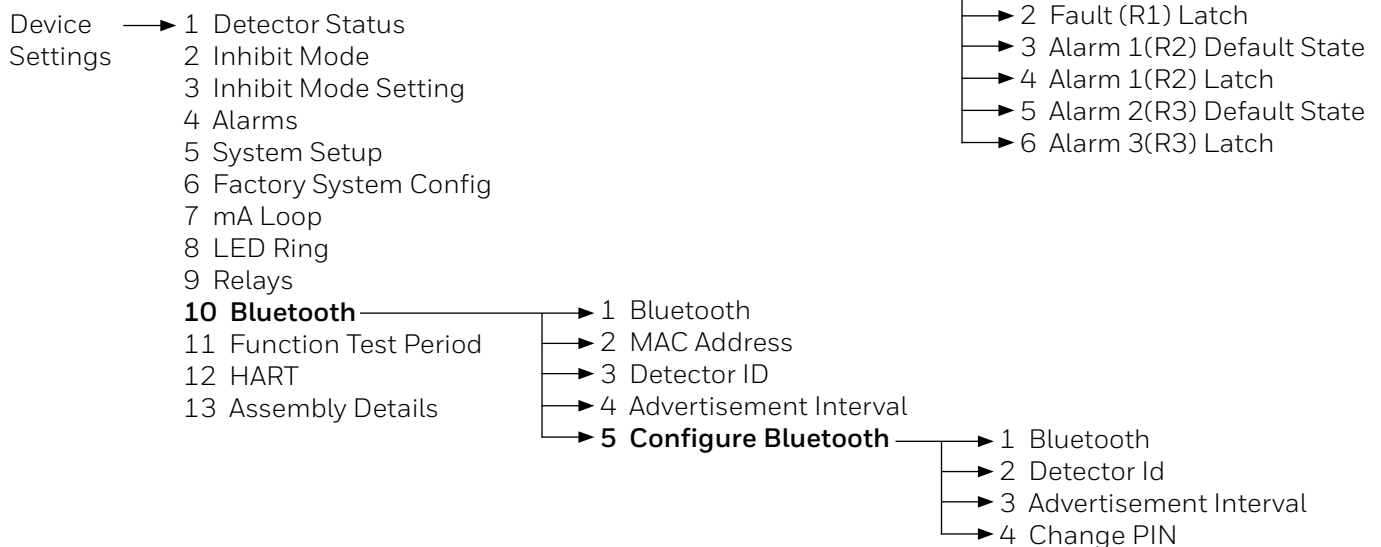 2 Fault (R1) Latch
3 Alarm 1(R2) Default State
4 Alarm 1(R2) Latch
5 Alarm 2(R3) Default State
6 Alarm 3(R3) Latch
Device
Settings
1 Detector Status
2 Inhibit Mode
3 Inhibit Mode Setting
4 Alarms
5 System Setup
6 Factory System Config
7 mA Loop
8 LED Ring
9 Relays
10 Bluetooth
11 Function Test Period
12 HART
13 Assembly Details
1 Bluetooth
2 MAC Address
3 Detector ID
4 Advertisement Interval
5 Configure Bluetooth
1 Bluetooth
2 Detector Id
3 Advertisement Interval
4 Change PIN